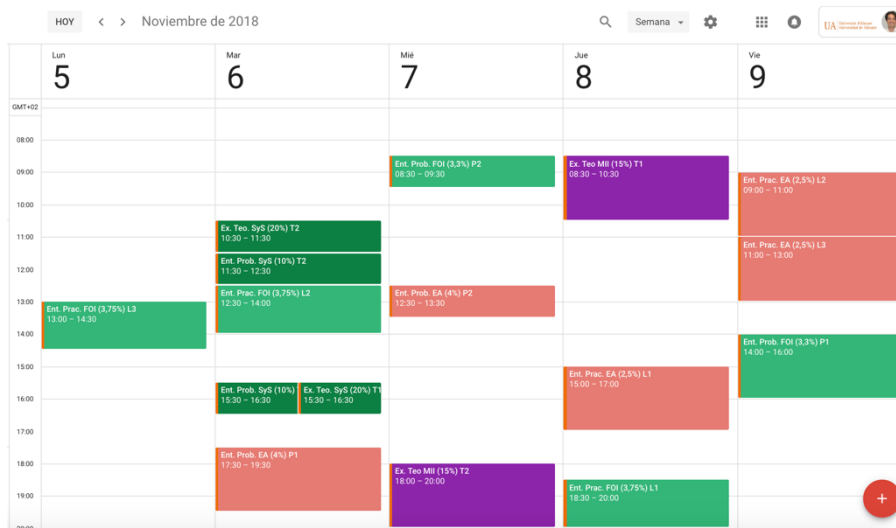 HOY
Noviembre de 2018
Semana
UA
Lun
5
Mar
6
Mié
7
Jue
8
Vie
9
GMT+02
08:00
09:00
10:00
11:00
12:00
13:00
14:00
15:00
16:00
17:00
18:00
19:00
20:00
Ent. Prac. FOI (3,75%) L3
13:00 – 14:30
Ex. Teo. SyS (20%) T2
10:30 – 11:30
Ent. Prob. SyS (10%) T2
11:30 – 12:30
Ent. Prac. FOI (3,75%) L2
12:30 – 14:00
Ent. Prob. SyS (10%)
15:30 – 16:30
Ex. Teo. SyS (20%) T1
15:30 – 16:30
Ent. Prob. EA (4%) P1
17:30 – 19:30
Ent. Prob. FOI (3,3%) P2
08:30 – 09:30
Ent. Prob. EA (4%) P2
12:30 – 13:30
Ex. Teo MII (15%) T2
18:00 – 20:00
Ex. Teo MII (15%) T1
08:30 – 10:30
Ent. Prac. EA (2,5%) L1
15:00 – 17:00
Ent. Prac. FOI (3,75%) L1
18:30 – 20:00
Ent. Prac. EA (2,5%) L2
09:00 – 11:00
Ent. Prac. EA (2,5%) L3
11:00 – 13:00
Ent. Prob. FOI (3,3%) P1
14:00 – 16:00